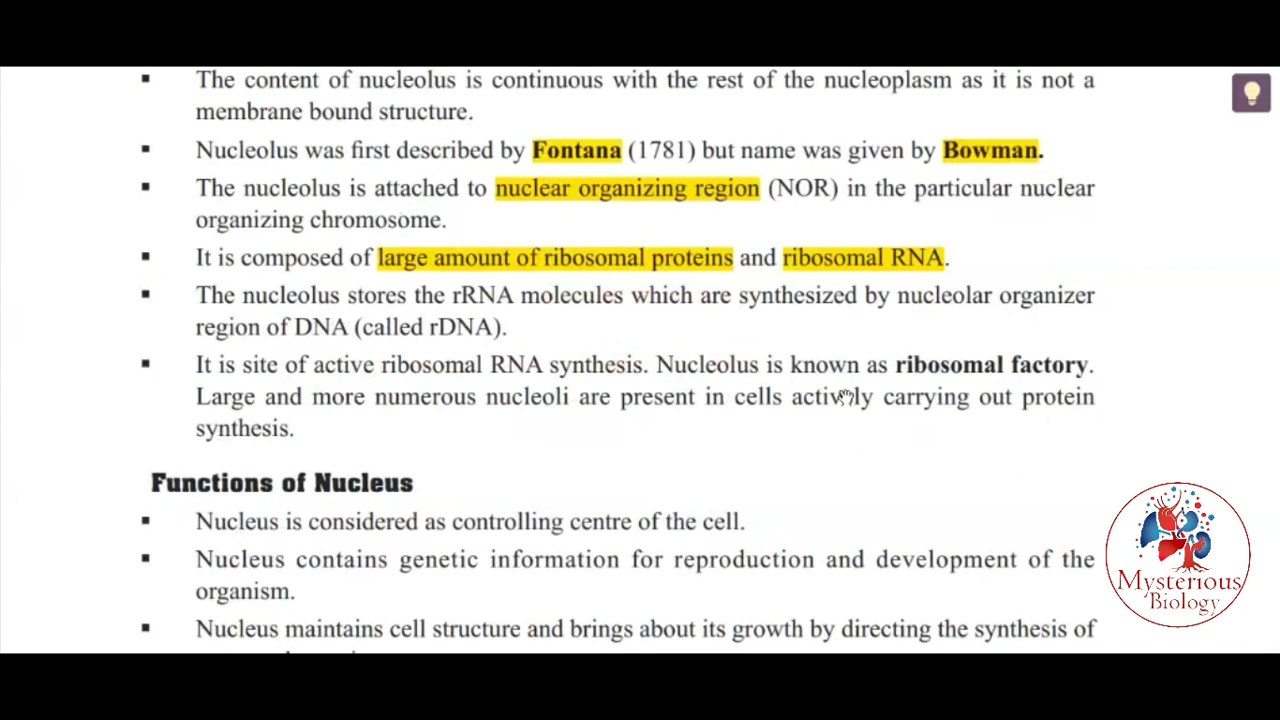 The content of nucleolus is continuous with the rest of the nucleoplasm as it is not a
membrane bound structure.
Nucleolus was first described by Fontana (1781) but name was given by Bowman.
The nucleolus is attached to nuclear organizing region (NOR) in the particular nuclear
organizing chromosome.
It is composed of large amount of ribosomal proteins and ribosomal RNA.
The nucleolus stores the rRNA molecules which are synthesized by nucleolar organizer
region of DNA (called rDNA).
It is site of active ribosomal RNA synthesis. Nucleolus is known as ribosomal factory.
Large and more numerous nucleoli are present in cells actively carrying out protein
synthesis.
Functions of Nucleus
Nucleus is considered as controlling centre of the cell.
Nucleus contains genetic information for reproduction and development of the
organism.
Nucleus maintains cell structure and brings about its growth by directing the synthesis of
Mysterious
Biology